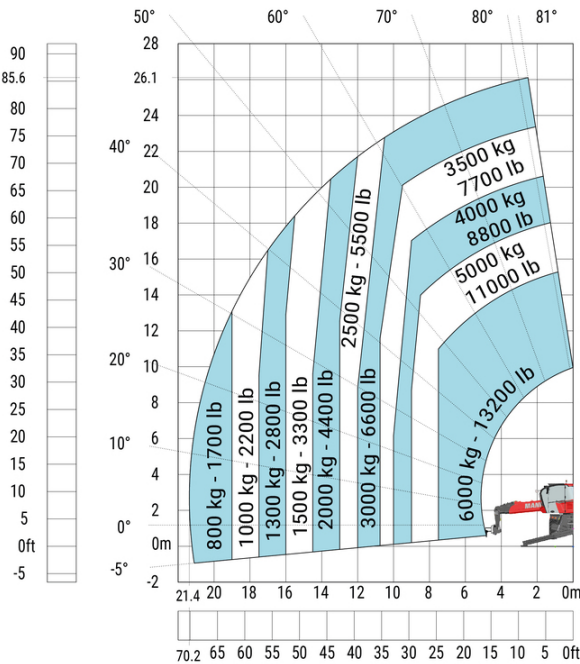 50° 60° 70° 80° 81°
90 28
85.6 26.1
80 24
75
70 40° 22
65 20
60 18
55
50 30° 16
45 14
40 12
35
30 20° 10
25 8
20
15 10° 6
10 4
5 0° 2
0ft 0m
-5 -5° -2
3500 kg
7700 lb
4000 kg
8800 lb
5000 kg
11000 lb
6000 kg - 13200 lb
2500 kg - 5500 lb
800 kg - 1700 lb
1000 kg - 2200 lb
1300 kg - 2800 lb
1500 kg - 3300 lb
2000 kg - 4400 lb
3000 kg - 6600 lb
21.4 20 18 16 14 12 10 8 6 4 2 0m
70.2 65 60 55 50 45 40 35 30 25 20 15 10 5 0ft